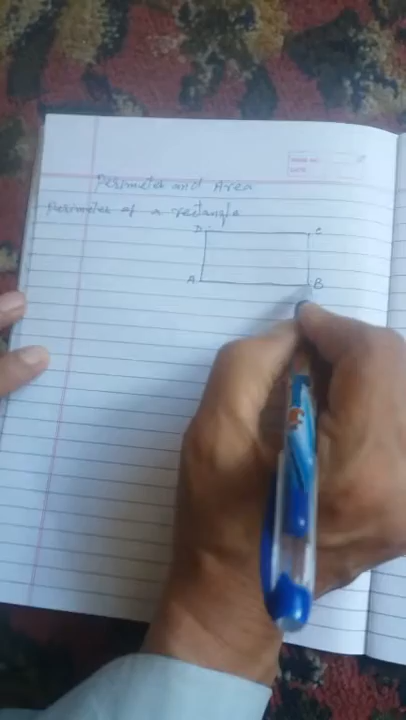 Perimeter and Area
Perimeter of a rectangle
D C
A B